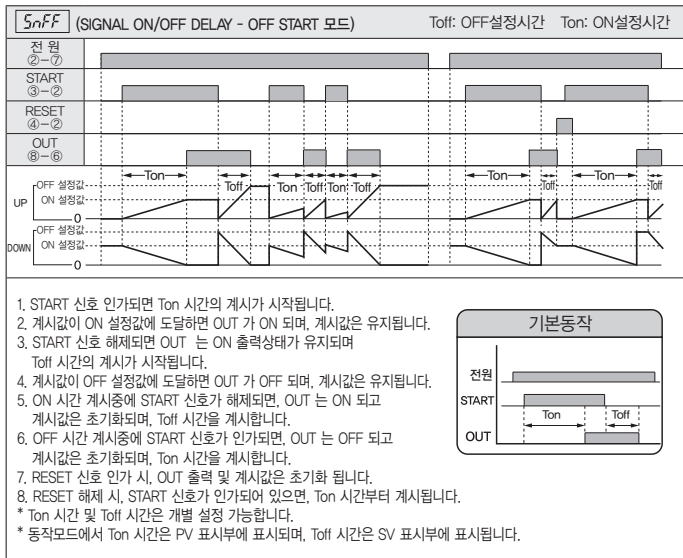 SnFF (SIGNAL ON/OFF DELAY - OFF START 모드) Toff: OFF설정시간 Ton: ON설정시간
전 원
②-⑦
START
③-②
RESET
④-②
OUT
⑧-⑥
Ton Toff Ton Toff Ton Toff Ton Toff Ton Toff
UP
OFF 설정값
ON 설정값
0
DOWN
OFF 설정값
ON 설정값
0
1. START 신호 인가되면 Ton 시간의 계시가 시작됩니다.
2. 계시값이 ON 설정값에 도달하면 OUT 가 ON 되며, 계시값은 유지됩니다.
3. START 신호 해제되면 OUT 는 ON 출력상태가 유지되며
Toff 시간의 계시가 시작됩니다.
4. 계시값이 OFF 설정값에 도달하면 OUT 가 OFF 되며, 계시값은 유지됩니다.
5. ON 시간 계시중에 START 신호가 해제되면, OUT 는 ON 되고
계시값은 초기화되며, Toff 시간을 계시합니다.
6. OFF 시간 계시중에 START 신호가 인가되면, OUT 는 OFF 되고
계시값은 초기화되며, Ton 시간을 계시합니다.
7. RESET 신호 인가 시, OUT 출력 및 계시값은 초기화 됩니다.
8. RESET 해제 시, START 신호가 인가되어 있으면, Ton 시간부터 계시됩니다.
* Ton 시간 및 Toff 시간은 개별 설정 가능합니다.
* 동작모드에서 Ton 시간은 PV 표시부에 표시되며, Toff 시간은 SV 표시부에 표시됩니다.
기본동작
전원
START
Ton Toff
OUT